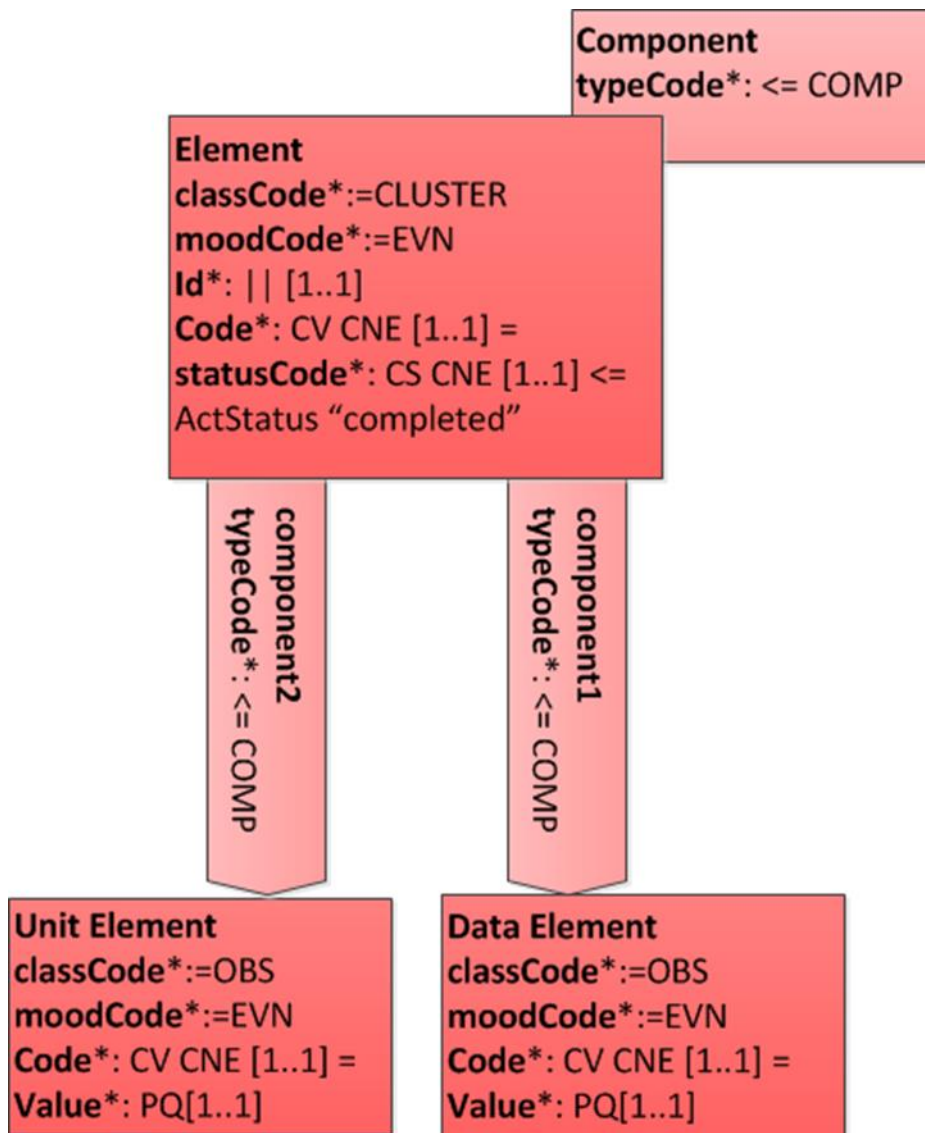 Component
typeCode*: <= COMP
Element
classCode*:=CLUSTER
moodCode*:=EVN
Id*: || [1..1]
Code*: CV CNE [1..1] =
statusCode*: CS CNE [1..1] <=
ActStatus “completed”
component2
typeCode*: <= COMP
component1
typeCode*: <= COMP
Unit Element
classCode*:=OBS
moodCode*:=EVN
Code*: CV CNE [1..1] =
Value*: PQ[1..1]
Data Element
classCode*:=OBS
moodCode*:=EVN
Code*: CV CNE [1..1] =
Value*: PQ[1..1]